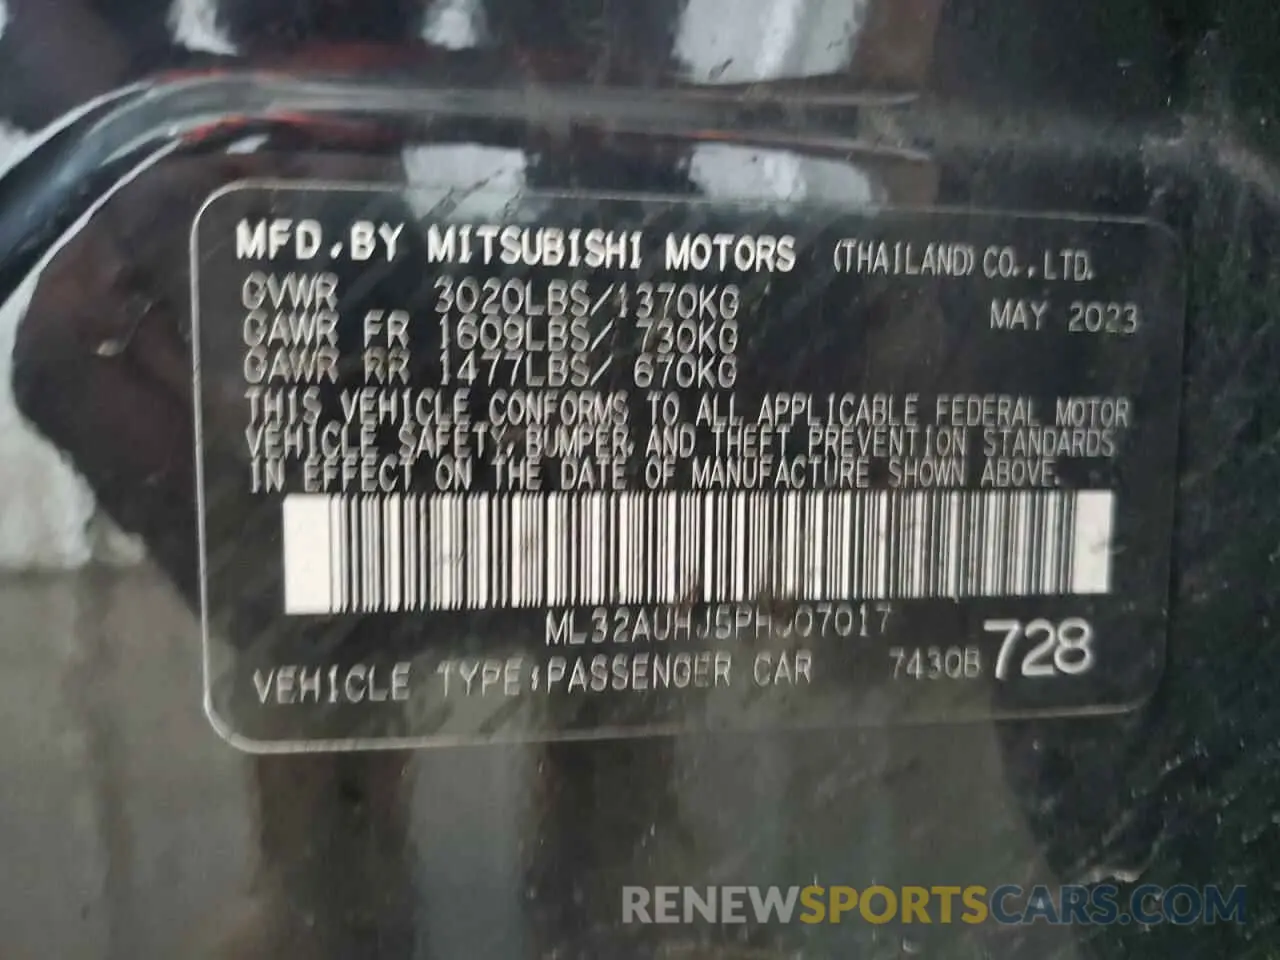 MFD.BY MITSUBISHI MOTORS (THAILAND) CO.,LTD.
GVWR 3020LBS/1370KG MAY 2023
GAWR FR 1609LBS/ 730KG
GAWR RR 1477LBS/ 670KG
THIS VEHICLE CONFORMS TO ALL APPLICABLE FEDERAL MOTOR
VEHICLE SAFETY, BUMPER, AND THEFT PREVENTION STANDARDS
IN EFFECT ON THE DATE OF MANUFACTURE SHOWN ABOVE.
VEHICLE TYPE:PASSENGER CAR 7430B 728
RENEWSPORTSCARS.COM